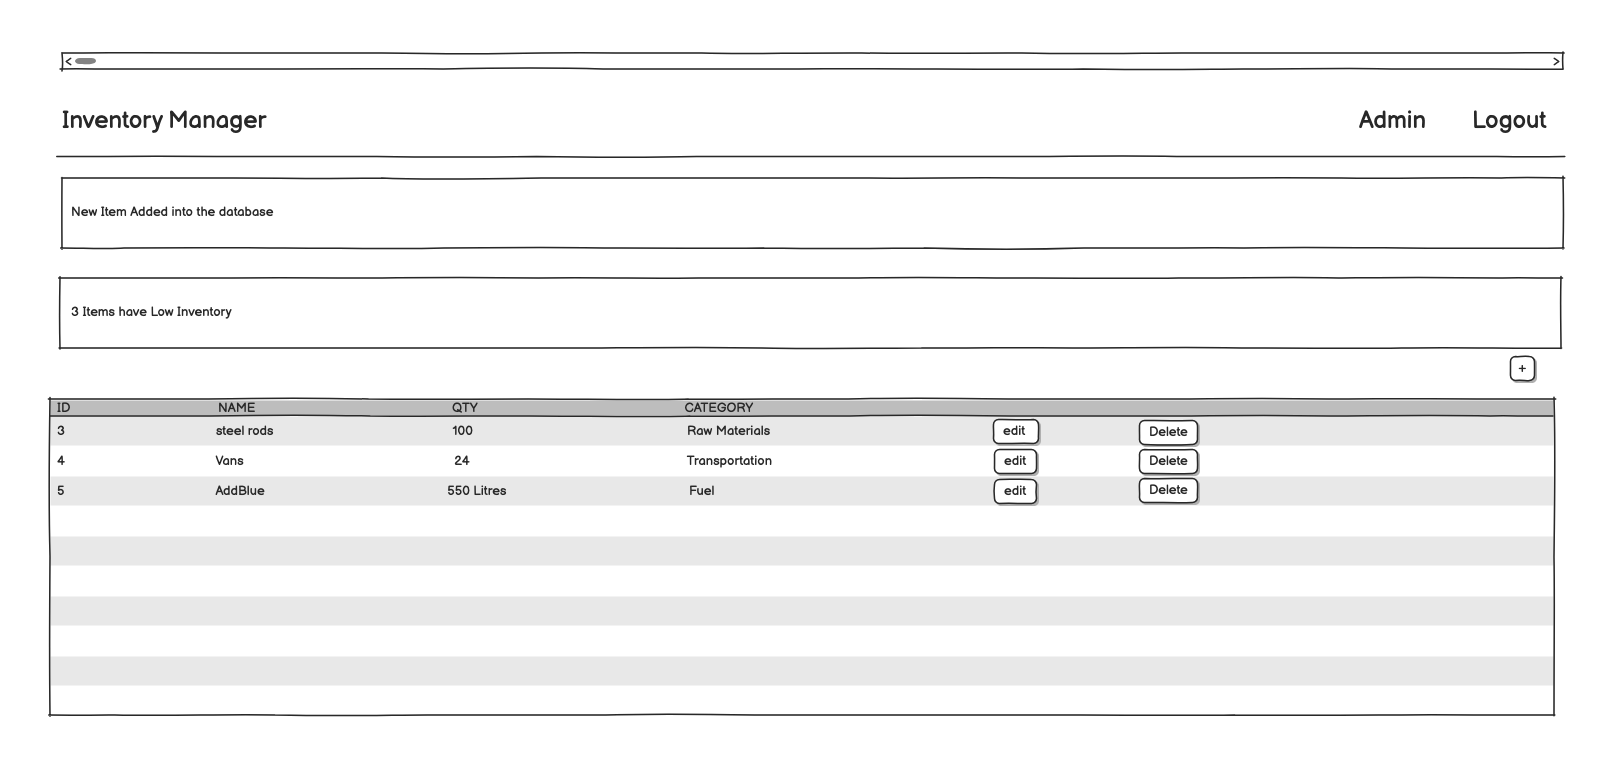 Inventory Manager Admin Logout
New Item Added into the database
3 Items have Low Inventory
+
ID NAME QTY CATEGORY
3 steel rods 100 Raw Materials edit Delete
4 Vans 24 Transportation edit Delete
5 AddBlue 550 Litres Fuel edit Delete